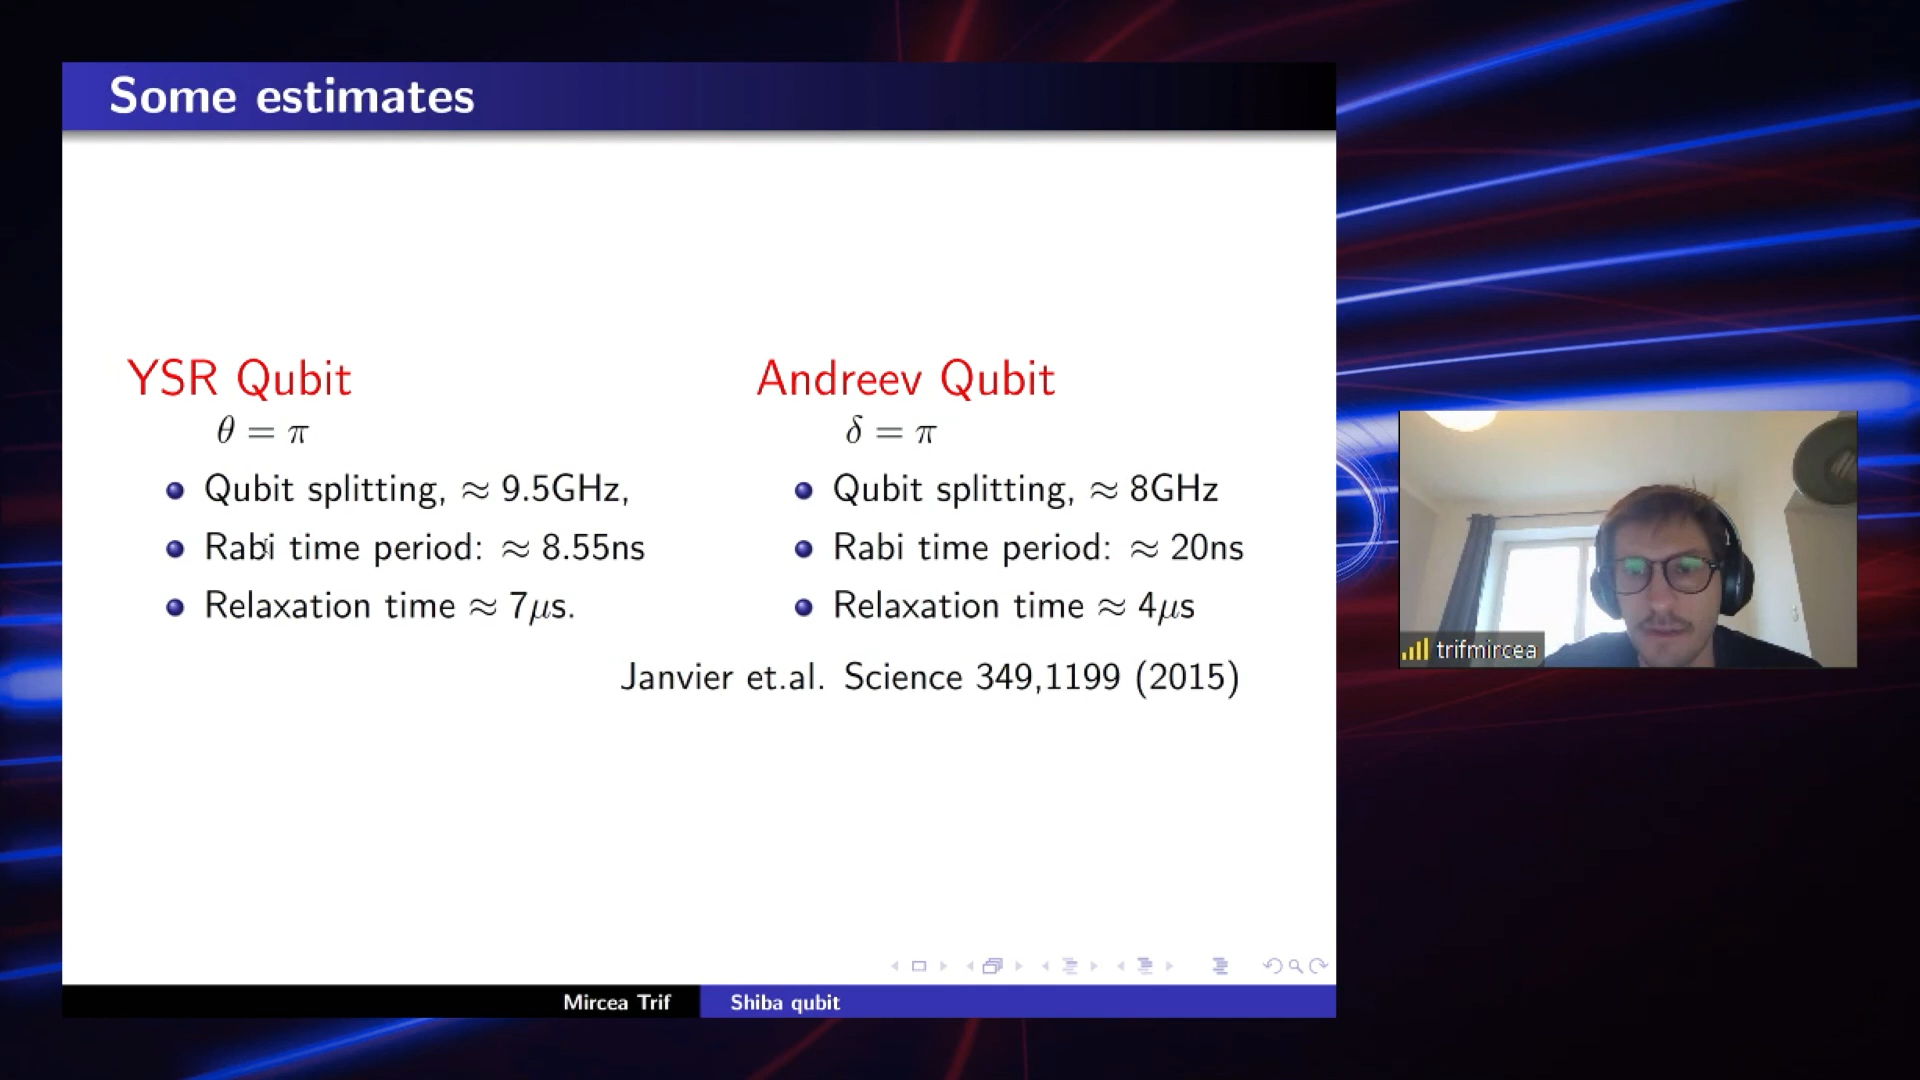 Some estimates
YSR Qubit
θ = π
Qubit splitting, ≈ 9.5GHz,
Rabi time period: ≈ 8.55ns
Relaxation time ≈ 7μs.
Andreev Qubit
δ = π
Qubit splitting, ≈ 8GHz
Rabi time period: ≈ 20ns
Relaxation time ≈ 4μs
Janvier et.al. Science 349,1199 (2015)
Mircea Trif
Shiba qubit
trifmircea